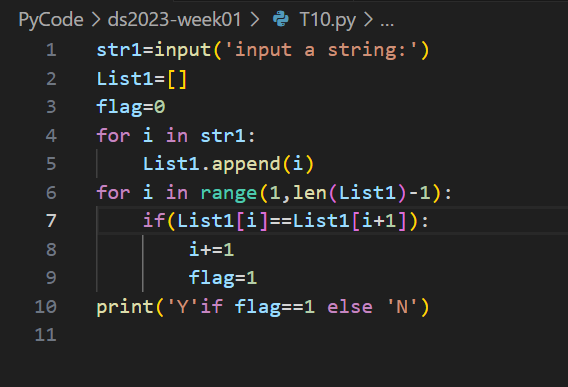 PyCode > ds2023-week01 > T10.py > ...
1 str1=input('input a string:')
2 List1=[]
3 flag=0
4 for i in str1:
5     List1.append(i)
6 for i in range(1,len(List1)-1):
7     if(List1[i]==List1[i+1]):
8         i+=1
9         flag=1
10 print('Y'if flag==1 else 'N')
11